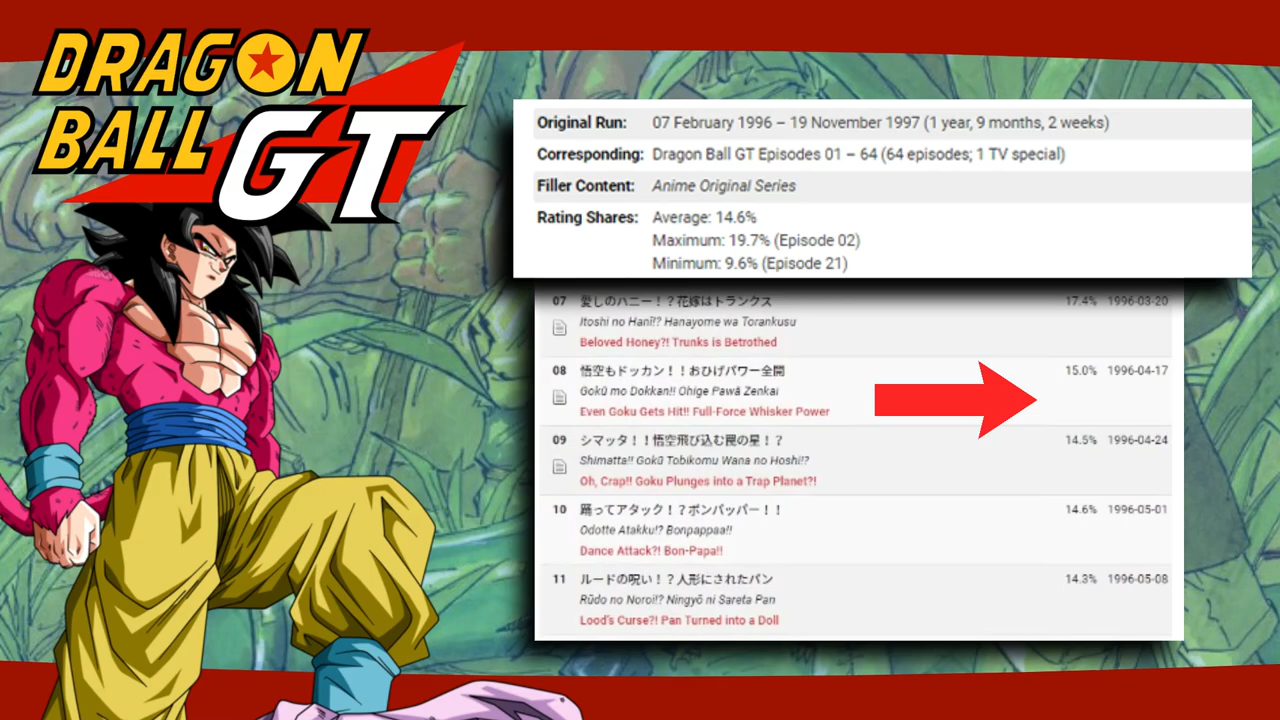 DRAGON
BALL GT
Original Run: 07 February 1996 – 19 November 1997 (1 year, 9 months, 2 weeks)
Corresponding: Dragon Ball GT Episodes 01 – 64 (64 episodes; 1 TV special)
Filler Content: Anime Original Series
Rating Shares: Average: 14.6%
Maximum: 19.7% (Episode 02)
Minimum: 9.6% (Episode 21)
07 愛しのハニー！？花嫁はトランクス 17.4% 1996-03-20
Itoshi no Hanī!? Hanayome wa Torankusu
Beloved Honey?! Trunks is Betrothed
08 悟空もドッカン！！おひげパワー全開 15.0% 1996-04-17
Gokū mo Dokkan!! Ohige Pawā Zenkai
Even Goku Gets Hit!! Full-Force Whisker Power
09 シマッタ！！悟空飛び込む罠の星！？ 14.5% 1996-04-24
Shimatta!! Gokū Tobikomu Wana no Hoshi!?
Oh, Crap!! Goku Plunges into a Trap Planet?!
10 踊ってアタック！？ボンパッパー！！ 14.6% 1996-05-01
Odotte Atakku!? Bonpappaa!!
Dance Attack?! Bon-Papa!!
11 ルードの呪い！？人形にされたパン 14.3% 1996-05-08
Rūdo no Noroi!? Ningyō ni Sareta Pan
Lood's Curse?! Pan Turned into a Doll